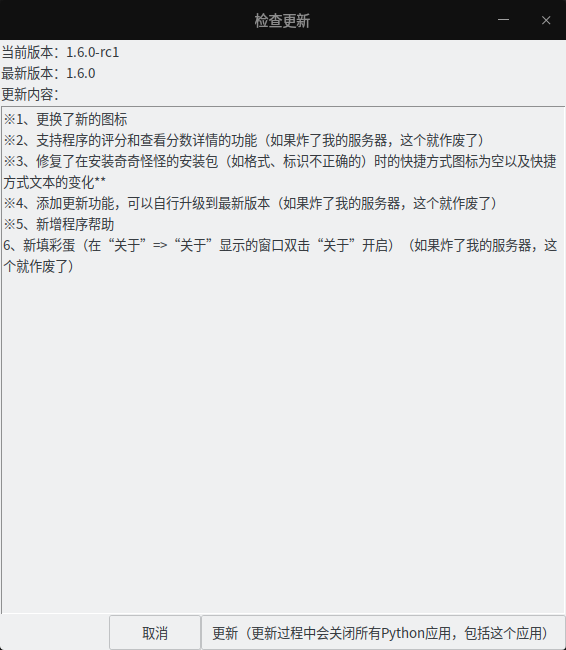 检查更新
当前版本：1.6.0-rc1
最新版本：1.6.0
更新内容：
※1、更换了新的图标
※2、支持程序的评分和查看分数详情的功能（如果炸了我的服务器，这个就作废了）
※3、修复了在安装奇奇怪怪的安装包（如格式、标识不正确的）时的快捷方式图标为空以及快捷
方式文本的变化**
※4、添加更新功能，可以自行升级到最新版本（如果炸了我的服务器，这个就作废了）
※5、新增程序帮助
6、新填彩蛋（在“关于”=>“关于”显示的窗口双击“关于”开启）（如果炸了我的服务器，这
个就作废了）
取消
更新（更新过程中会关闭所有Python应用，包括这个应用）